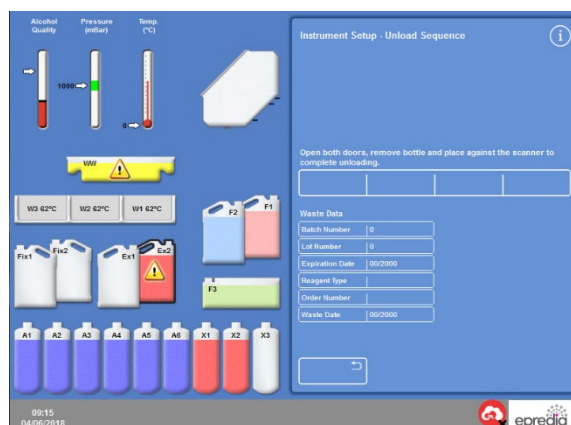 Alcohol Quality
Pressure (mBar)
Temp. (°C)
1000
0
WW
W3 62°C
W2 62°C
W1 62°C
F2
F1
Fix1
Fix2
Ex1
Ex2
F3
A1
A2
A3
A4
A5
A6
X1
X2
X3
09:15
04/06/2018
Instrument Setup - Unload Sequence
i
Open both doors, remove bottle and place against the scanner to
complete unloading.
Waste Data
Batch Number 0
Lot Number 0
Expiration Date 00/2000
Reagent Type
Order Number
Waste Date 00/2000
epredia